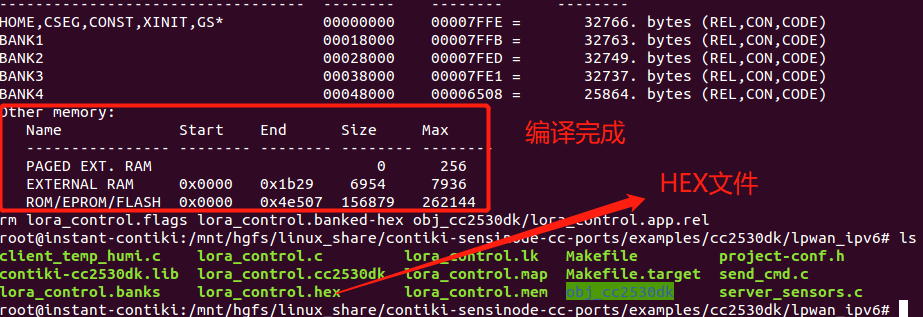 -------------------------------- -------- -------- --------
HOME,CSEG,CONST,XINIT,GS* 00000000 00007FFE = 32766. bytes (REL,CON,CODE)
BANK1 00018000 00007FFB = 32763. bytes (REL,CON,CODE)
BANK2 00028000 00007FED = 32749. bytes (REL,CON,CODE)
BANK3 00038000 00007FE1 = 32737. bytes (REL,CON,CODE)
BANK4 00048000 00006508 = 25864. bytes (REL,CON,CODE)
Other memory:
Name Start End Size Max
---------------- -------- -------- -------- --------
PAGED EXT. RAM 0 256
EXTERNAL RAM 0x0000 0x1b29 6954 7936
ROM/EPROM/FLASH 0x0000 0x4e507 156879 262144
编译完成
HEX文件
rm lora_control.flags lora_control.banked-hex obj_cc2530dk/lora_control.app.rel
root@instant-contiki:/mnt/hgfs/linux_share/contiki-sensinode-cc-ports/examples/cc2530dk/lpwan_ipv6# ls
client_temp_humi.c lora_control.c lora_control.lk Makefile project-conf.h
contiki-cc2530dk.lib lora_control.cc2530dk lora_control.map Makefile.target send_cmd.c
lora_control.banks lora_control.hex lora_control.mem obj_cc2530dk server_sensors.c
root@instant-contiki:/mnt/hgfs/linux_share/contiki-sensinode-cc-ports/examples/cc2530dk/lpwan_ipv6#